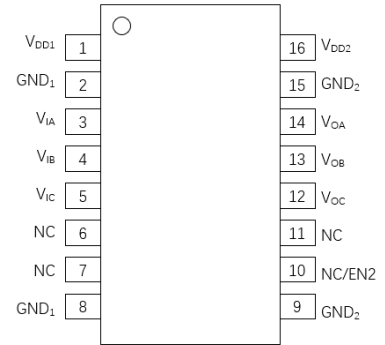 VDD1 1 16 VDD2
GND1 2 15 GND2
VIA 3 14 VOA
VIB 4 13 VOB
VIC 5 12 VOC
NC 6 11 NC
NC 7 10 NC/EN2
GND1 8 9 GND2